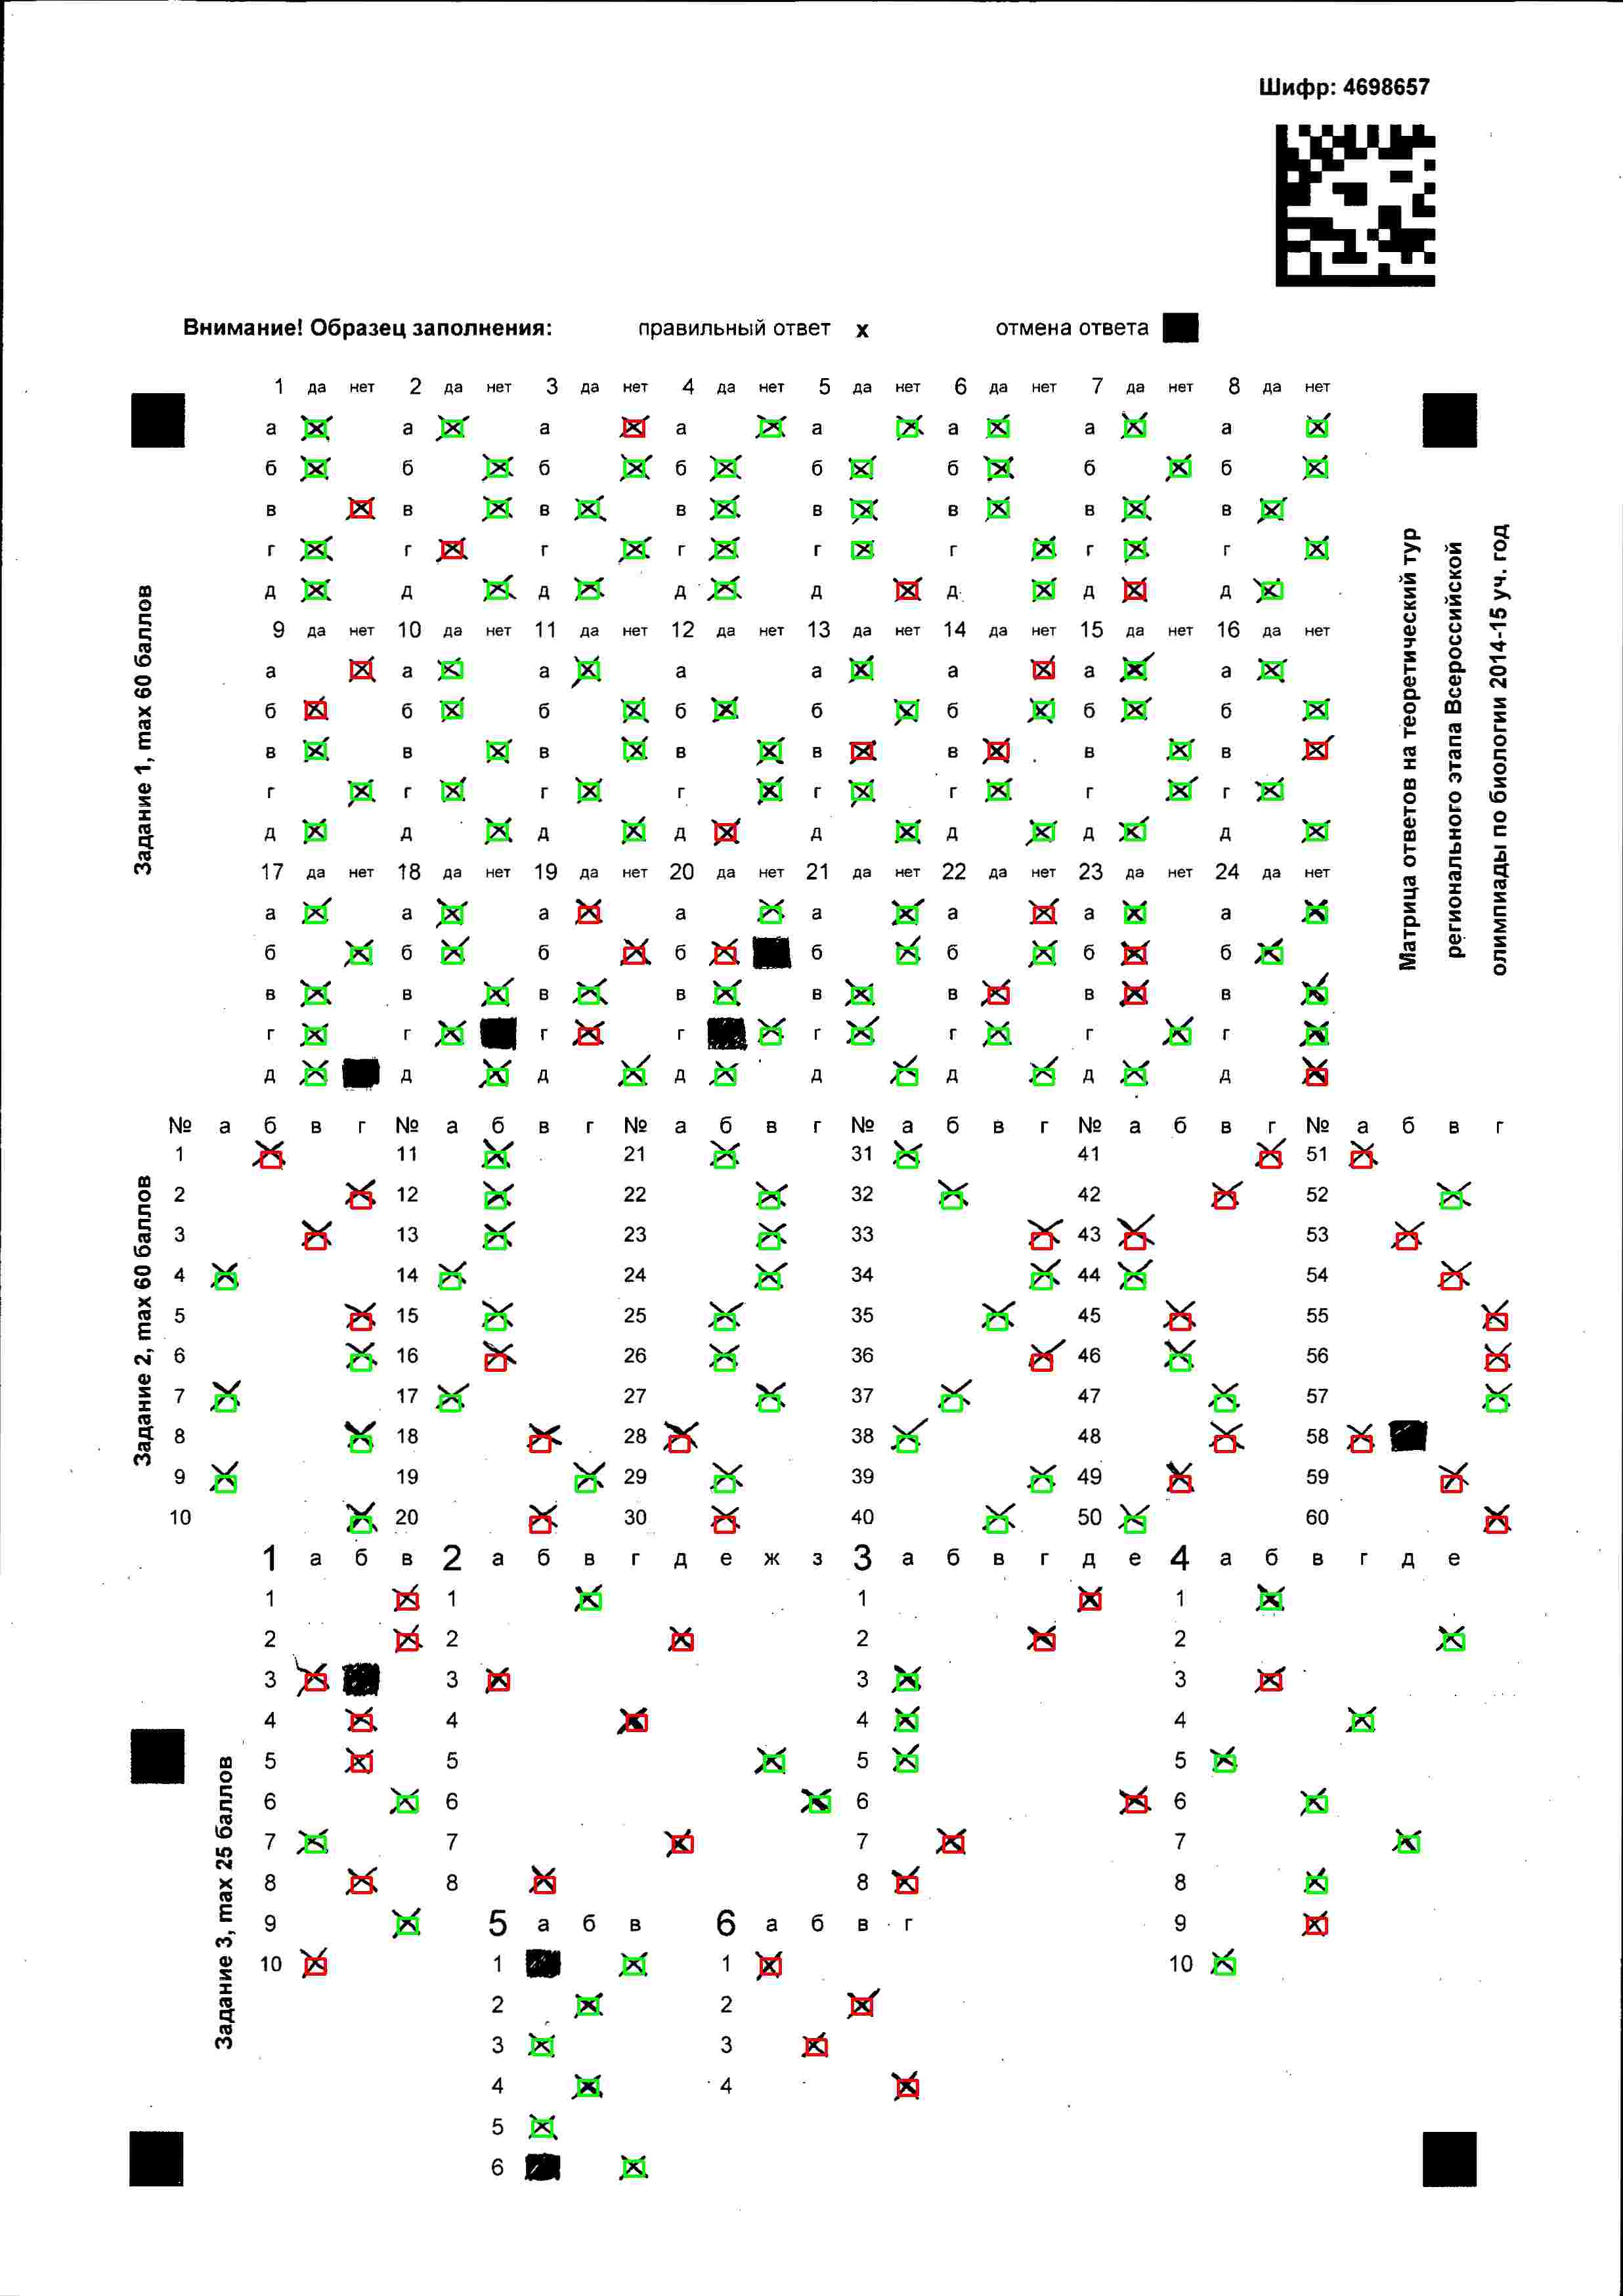 Шифр: 4698657
Внимание! Образец заполнения: правильный ответ х отмена ответа
1 да нет 2 да нет 3 да нет 4 да нет 5 да нет 6 да нет 7 да нет 8 да нет
а а а а а а а а
б б б б б б б б
в в в в в в в в
г г г г г г г г
д д д д д д д д
9 да нет 10 да нет 11 да нет 12 да нет 13 да нет 14 да нет 15 да нет 16 да нет
а а а а а а а а
б б б б б б б б
в в в в в в в в
г г г г г г г г
д д д д д д д д
17 да нет 18 да нет 19 да нет 20 да нет 21 да нет 22 да нет 23 да нет 24 да нет
а а а а а а а а
б б б б б б б б
в в в в в в в в
г г г г г г г г
д д д д д д д д
Задание 1, max 60 баллов
Матрица ответов на теоретический тур
регионального этапа Всероссийской
олимпиады по биологии 2014-15 уч. год
№ а б в г № а б в г № а б в г № а б в г № а б в г № а б в г
1 11 21 31 41 51
2 12 22 32 42 52
3 13 23 33 43 53
4 14 24 34 44 54
5 15 25 35 45 55
6 16 26 36 46 56
7 17 27 37 47 57
8 18 28 38 48 58
9 19 29 39 49 59
10 20 30 40 50 60
Задание 2, max 60 баллов
1 а б в 2 а б в г д е ж з 3 а б в г д е 4 а б в г д е
1 1 1 1
2 2 2 2
3 3 3 3
4 4 4 4
5 5 5 5
6 6 6 6
7 7 7 7
8 8 8 8
9 5 а б в 6 а б в г 9
10 1 1 10
2 2
3 3
4 4
5
6
Задание 3, max 25 баллов